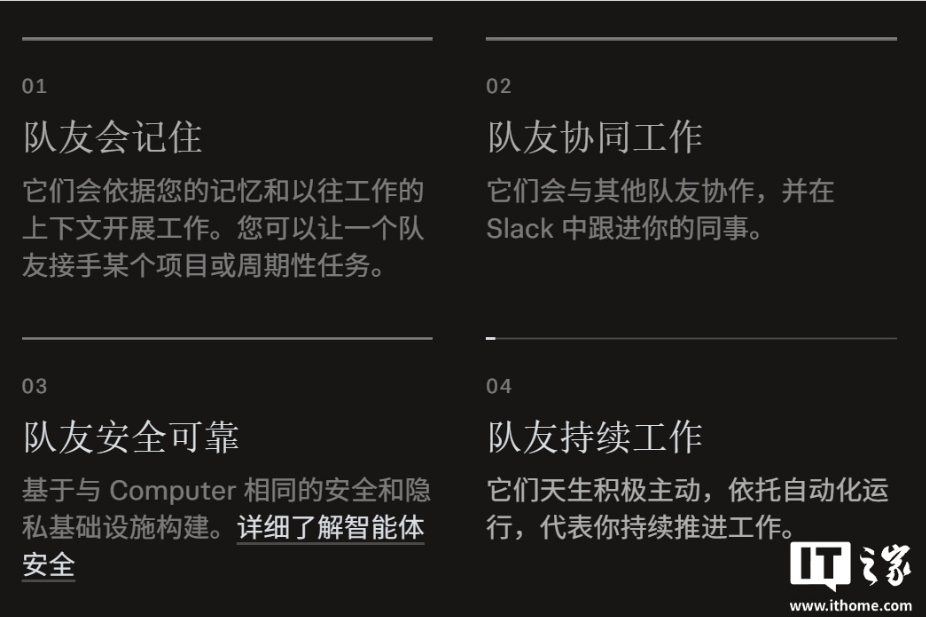 01
队友会记住
它们会依据您的记忆和以往工作的
上下文开展工作。您可以让一个队
友接手某个项目或周期性任务。
02
队友协同工作
它们会与其他队友协作，并在
Slack 中跟进你的同事。
03
队友安全可靠
基于与 Computer 相同的安全和隐
私基础设施构建。详细了解智能体
安全
04
队友持续工作
它们天生积极主动，依托自动化运
行，代表你持续推进工作。
IT之家
www.ithome.com